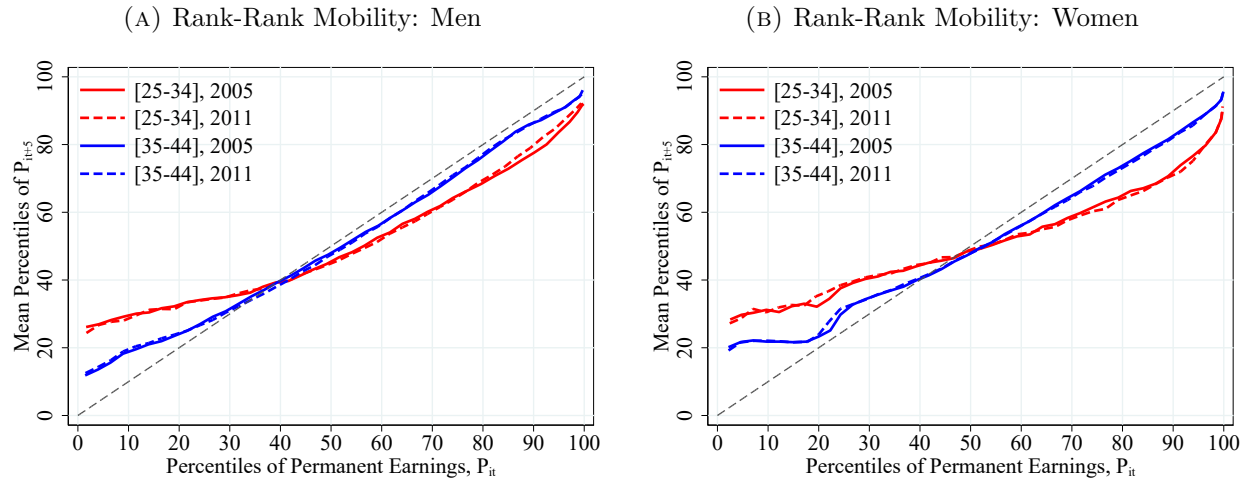 (A) Rank-Rank Mobility: Men
Mean Percentiles of P_it+5
100
80
60
40
20
0
[25-34], 2005
[25-34], 2011
[35-44], 2005
[35-44], 2011
0 10 20 30 40 50 60 70 80 90 100
Percentiles of Permanent Earnings, P_it
(B) Rank-Rank Mobility: Women
Mean Percentiles of P_it+5
100
80
60
40
20
0
[25-34], 2005
[25-34], 2011
[35-44], 2005
[35-44], 2011
0 10 20 30 40 50 60 70 80 90 100
Percentiles of Permanent Earnings, P_it